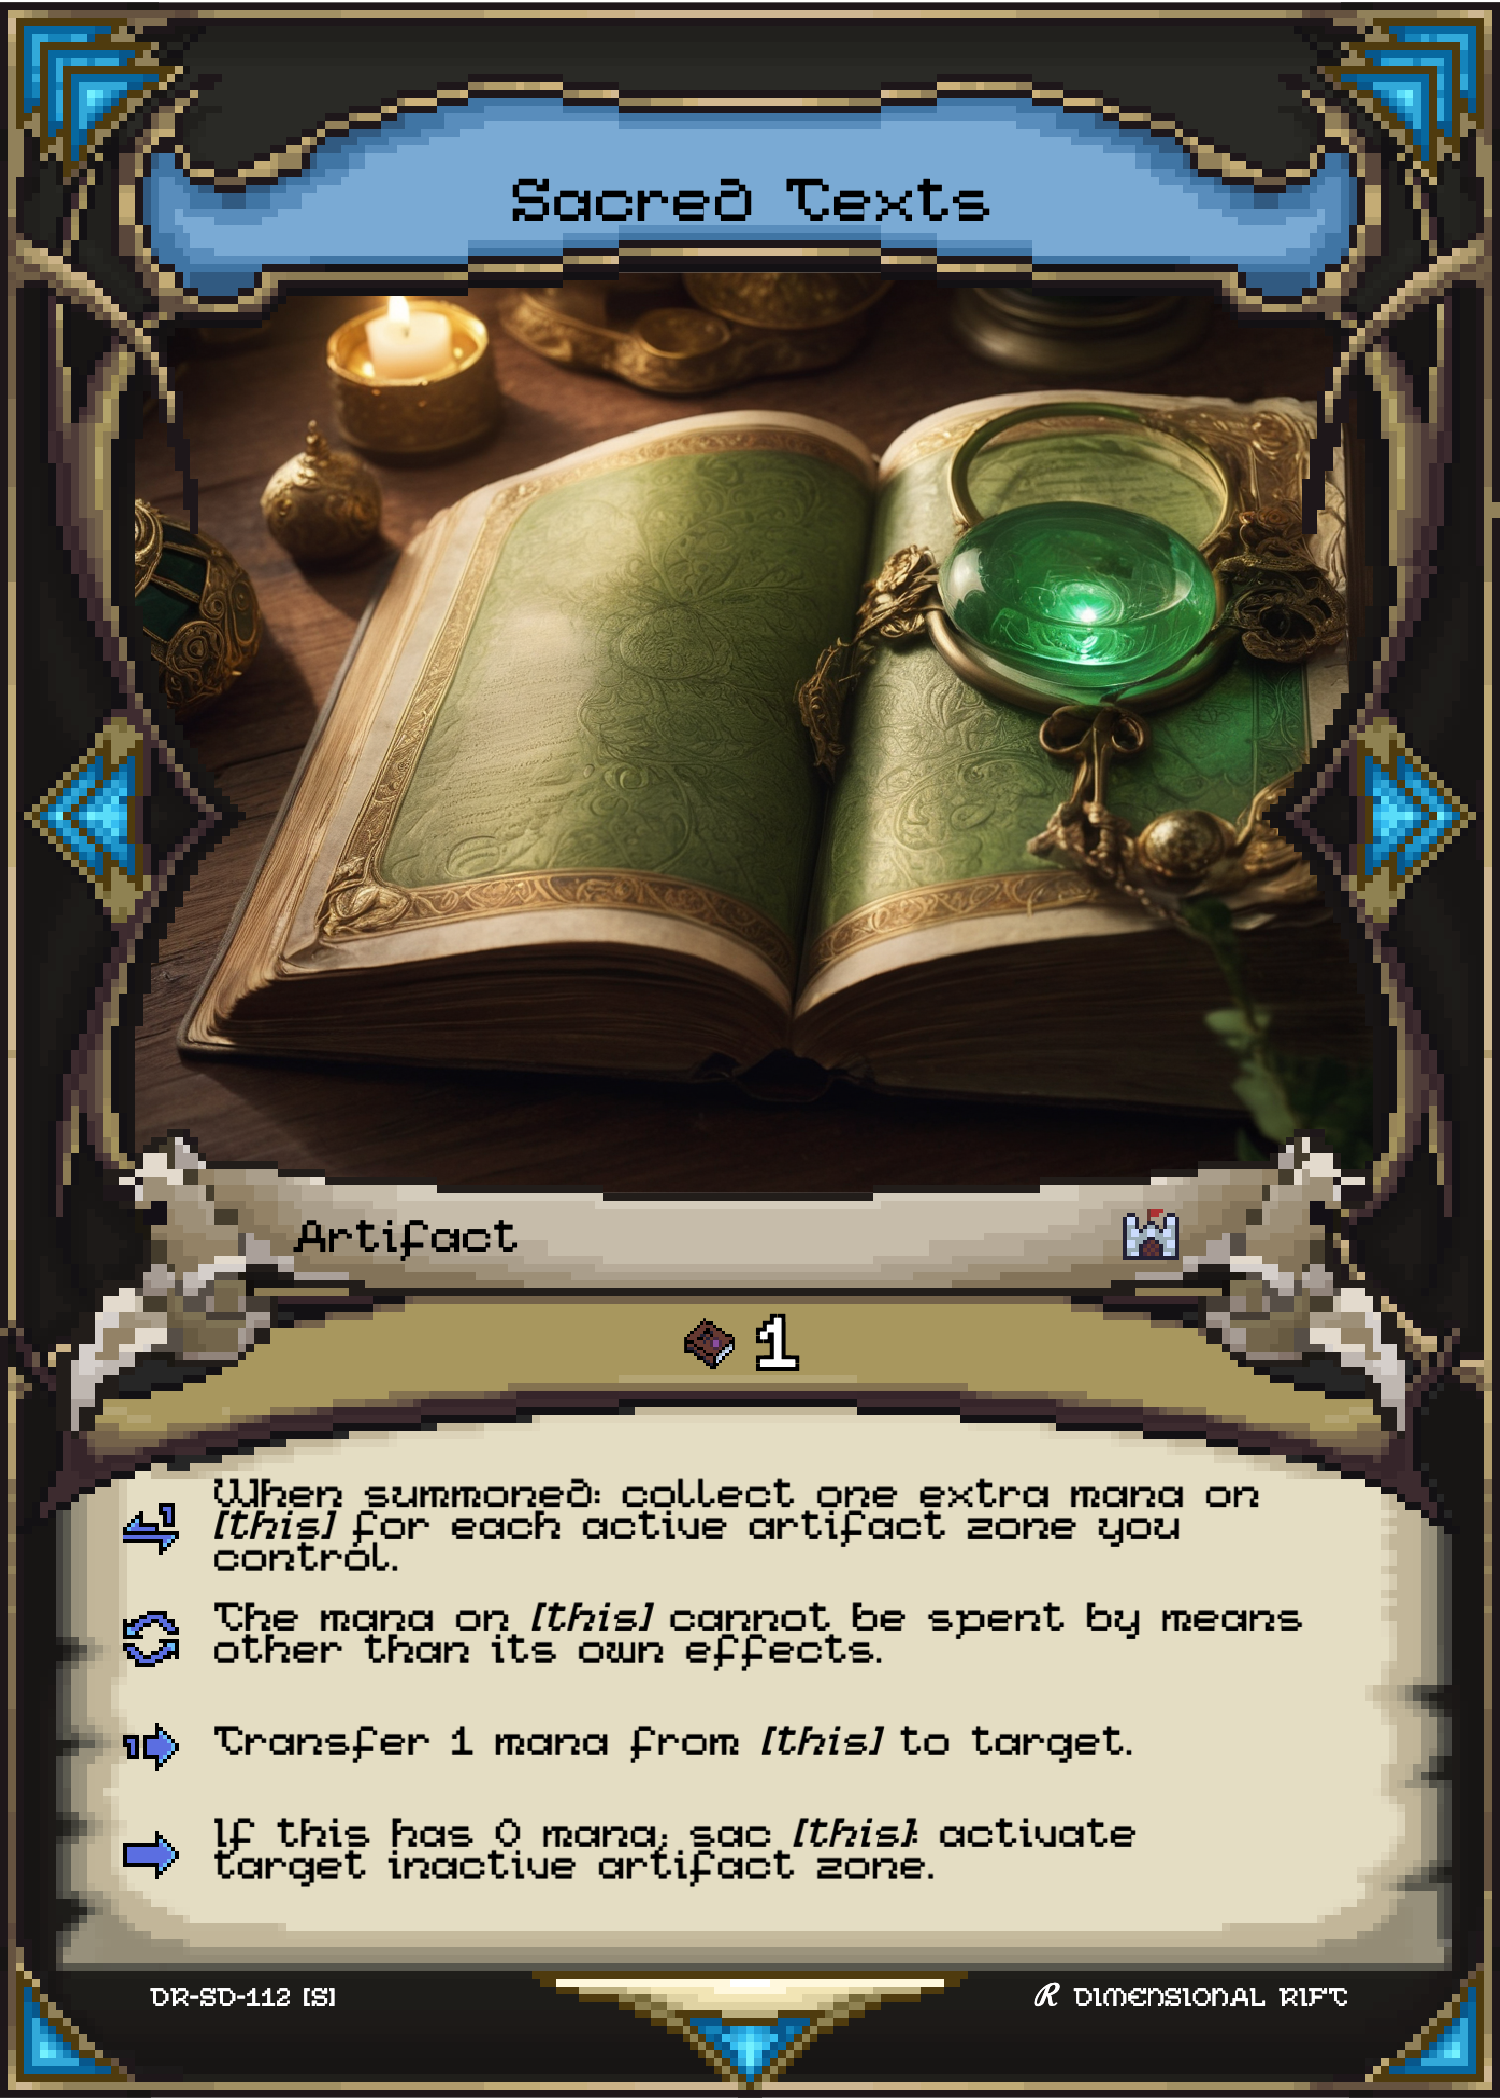 Sacred Texts
Artifact
1
When summoned: collect one extra mana on
[this] for each active artifact zone you
control.
The mana on [this] cannot be spent by means
other than its own effects.
1
Transfer 1 mana from [this] to target.
If this has 0 mana; sac [this]: activate
target inactive artifact zone.
DR-SD-112 [S]
R DIMENSIONAL RIFT